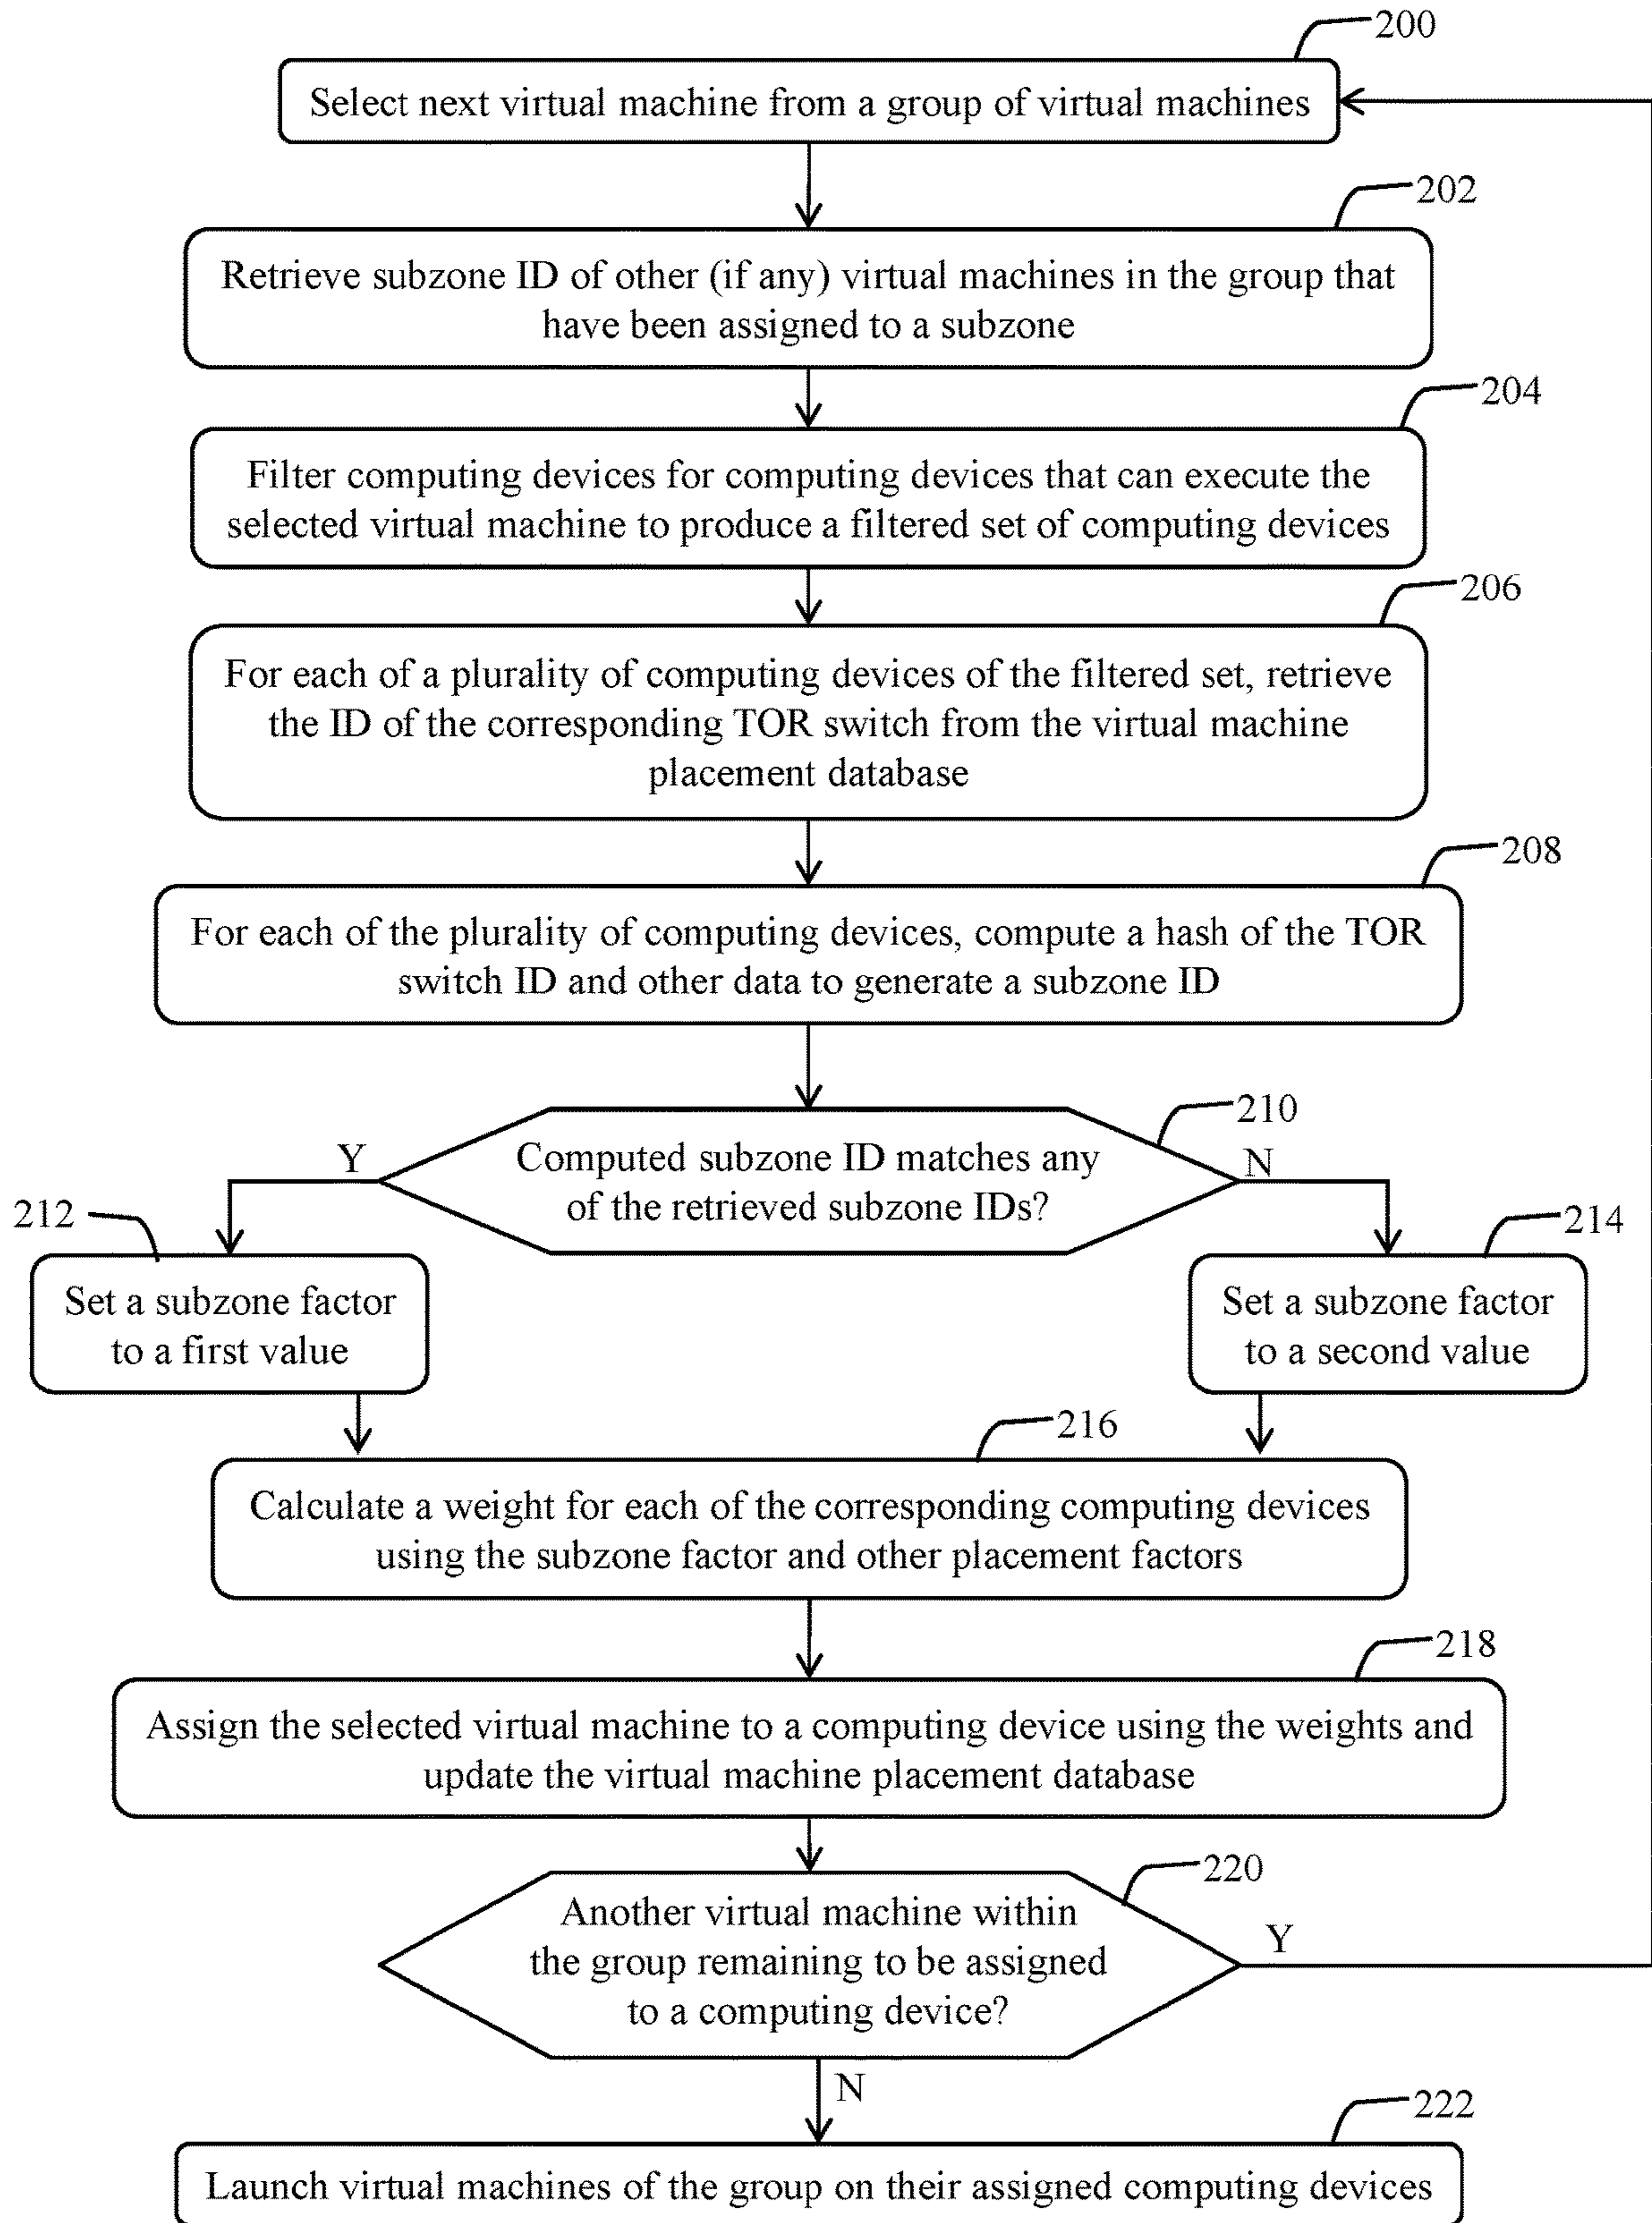 200
Select next virtual machine from a group of virtual machines
202
Retrieve subzone ID of other (if any) virtual machines in the group that
have been assigned to a subzone
204
Filter computing devices for computing devices that can execute the
selected virtual machine to produce a filtered set of computing devices
206
For each of a plurality of computing devices of the filtered set, retrieve
the ID of the corresponding TOR switch from the virtual machine
placement database
208
For each of the plurality of computing devices, compute a hash of the TOR
switch ID and other data to generate a subzone ID
210
Y
Computed subzone ID matches any
of the retrieved subzone IDs?
N
212
Set a subzone factor
to a first value
214
Set a subzone factor
to a second value
216
Calculate a weight for each of the corresponding computing devices
using the subzone factor and other placement factors
218
Assign the selected virtual machine to a computing device using the weights and
update the virtual machine placement database
220
Another virtual machine within
the group remaining to be assigned
to a computing device?
Y
N
222
Launch virtual machines of the group on their assigned computing devices